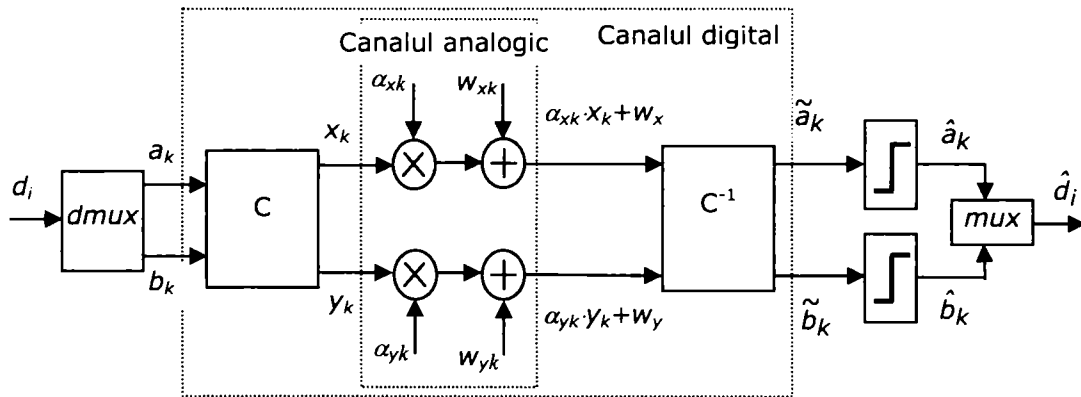 Canalul analogic
Canalul digital
α_xk
w_xk
α_xk·x_k+w_x
ã_k
â_k
a_k
x_k
d_i
dmux
C
C⁻¹
mux
d̂_i
b_k
y_k
α_yk
w_yk
α_yk·y_k+w_y
b̃_k
b̂_k